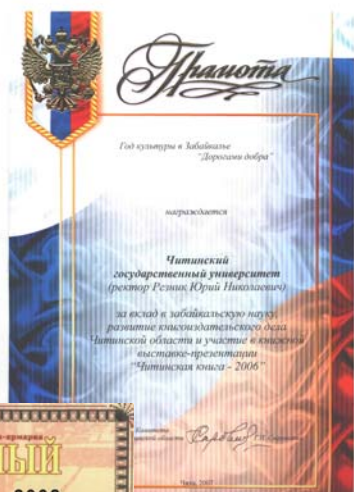 Грамота
Год культуры в Забайкалье
"Дорогами добра"
награждается
Читинский
государственный университет
(ректор Резник Юрий Николаевич)
за вклад в забайкальскую науку,
развитие книгоиздательского дела
Читинской области и участие в книжной
выставке-презентации
"Читинская книга - 2006"
области
Чита, 2007